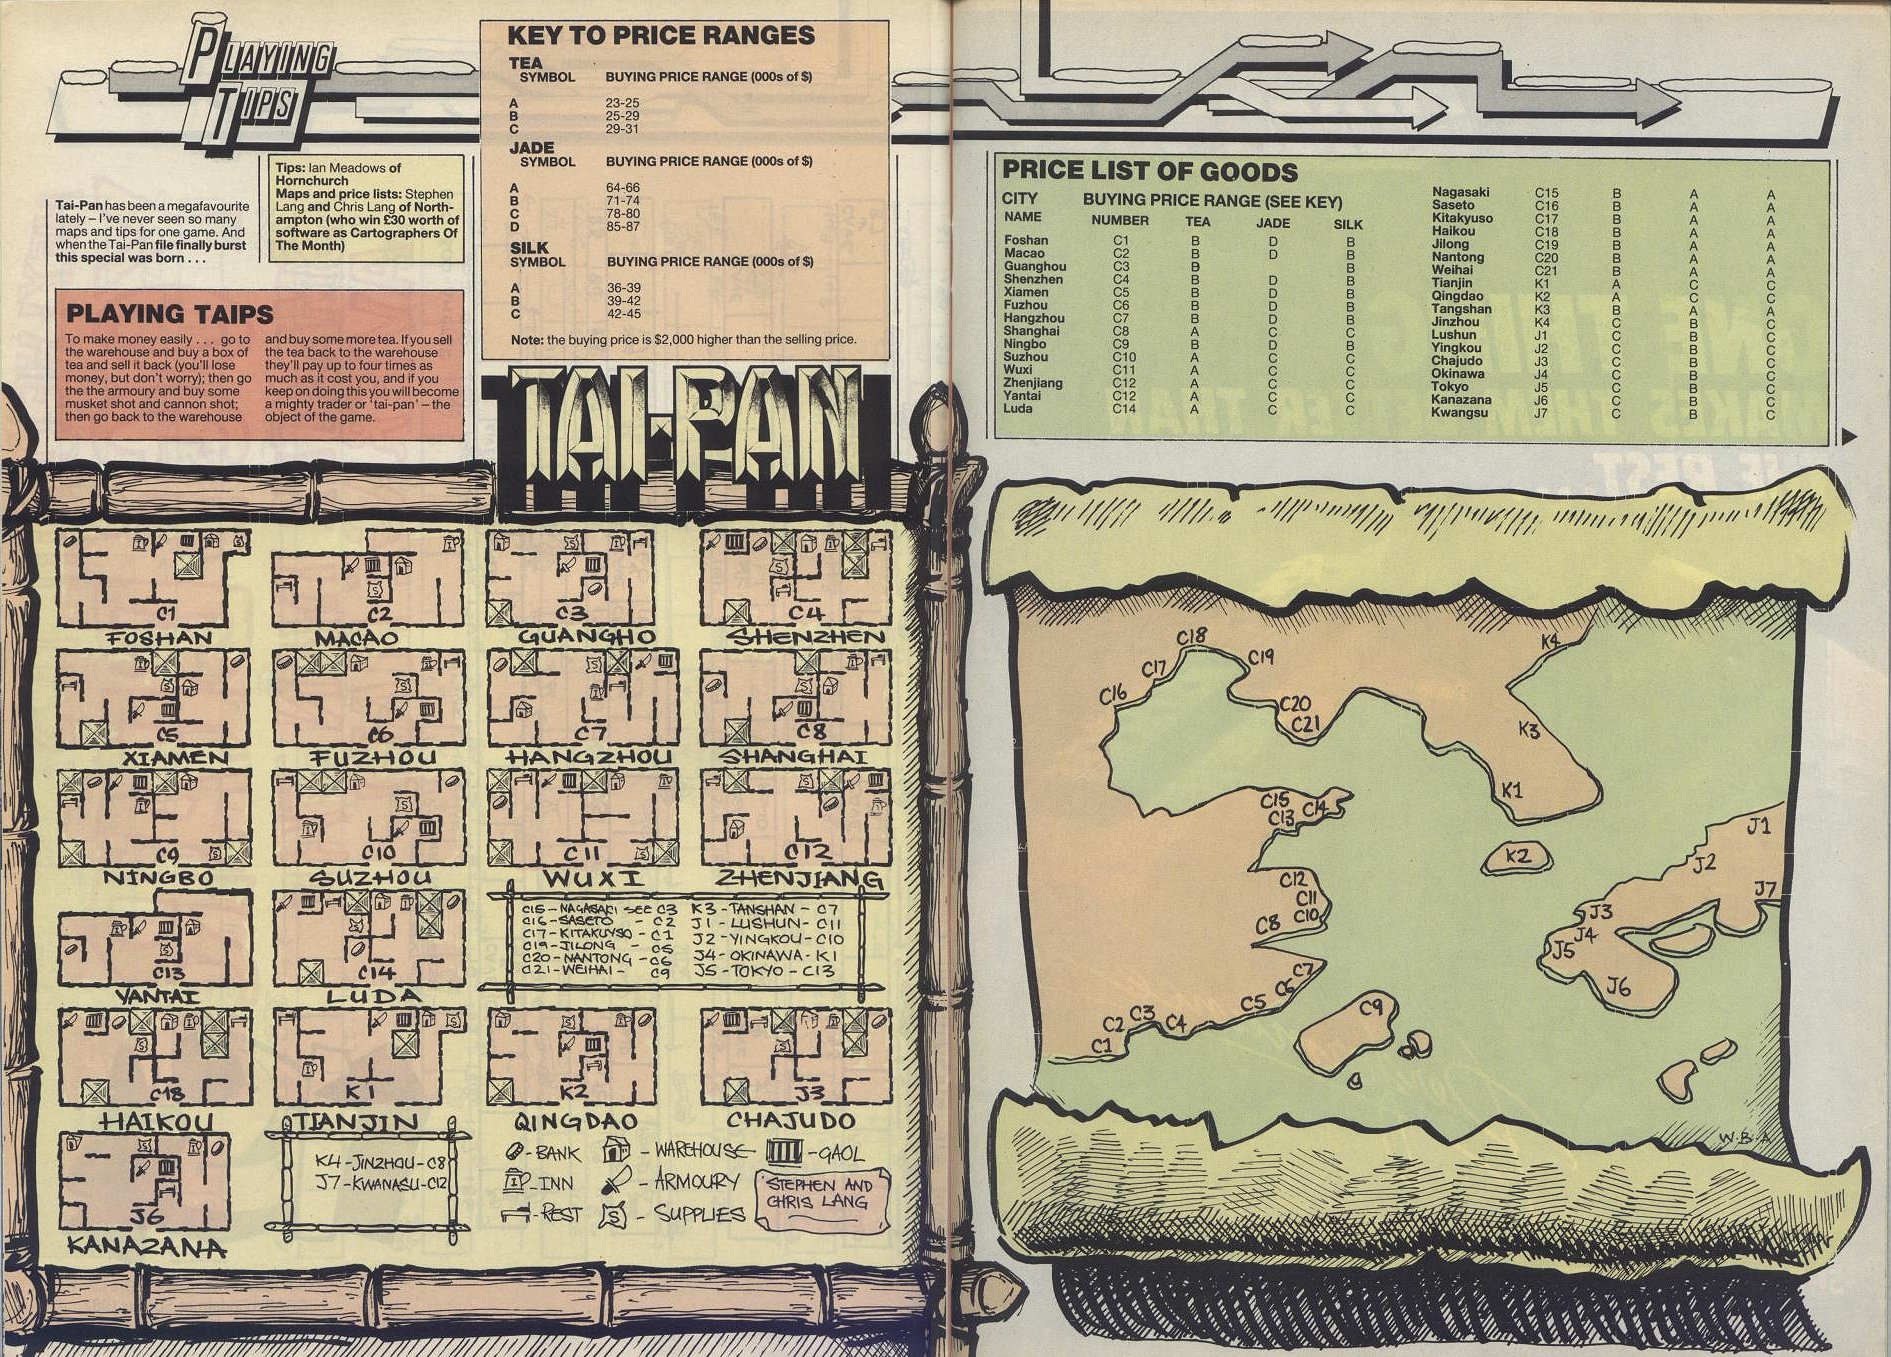 PLAYING
TIPS
Tai-Pan has been a megafavourite
lately – I've never seen so many
maps and tips for one game. And
when the Tai-Pan file finally burst
this special was born . . .
Tips: Ian Meadows of
Hornchurch
Maps and price lists: Stephen
Lang and Chris Lang of North-
ampton (who win £30 worth of
software as Cartographers Of
The Month)
PLAYING TAIPS
To make money easily . . . go to
the warehouse and buy a box of
tea and sell it back (you'll lose
money, but don't worry); then go
the the armoury and buy some
musket shot and cannon shot;
then go back to the warehouse
and buy some more tea. If you sell
the tea back to the warehouse
they'll pay up to four times as
much as it cost you, and if you
keep on doing this you will become
a mighty trader or 'tai-pan' – the
object of the game.
KEY TO PRICE RANGES
TEA
SYMBOL BUYING PRICE RANGE (000s of $)
A 23-25
B 25-29
C 29-31
JADE
SYMBOL BUYING PRICE RANGE (000s of $)
A 64-66
B 71-74
C 78-80
D 85-87
SILK
SYMBOL BUYING PRICE RANGE (000s of $)
A 36-39
B 39-42
C 42-45
Note: the buying price is $2,000 higher than the selling price.
TAI-PAN
C1
FOSHAN
C2
MACAO
C3
GUANGHO
C4
SHENZHEN
C5
XIAMEN
C6
FUZHOU
C7
HANGZHOU
C8
SHANGHAI
C9
NINGBO
C10
SUZHOU
C11
WUXI
C12
ZHENJIANG
C13
YANTAI
C14
LUDA
C15 - NAGASAKI SEE C3
C16 - SASETO - C2
C17 - KITAKUYSO - C1
C19 - JILONG - C5
C20 - NANTONG - C6
C21 - WEIHAI - C9
K3 - TANSHAN - C7
J1 - LUSHUN - C11
J2 - YINGKOU - C10
J4 - OKINAWA - K1
J5 - TOKYO - C13
C18
HAIKOU
K1
TIANJIN
K2
QINGDAO
J3
CHAJUDO
J6
KANAZANA
K4 - JINZHOU - C8
J7 - KWANASU - C12
- BANK
- WAREHOUSE
- GAOL
- INN
- ARMOURY
- REST
- SUPPLIES
STEPHEN AND
CHRIS LANG
PRICE LIST OF GOODS
CITY BUYING PRICE RANGE (SEE KEY)
NAME NUMBER TEA JADE SILK
Foshan C1 B D B
Macao C2 B D B
Guanghou C3 B B
Shenzhen C4 B D B
Xiamen C5 B D B
Fuzhou C6 B D B
Hangzhou C7 B D B
Shanghai C8 A C C
Ningbo C9 B D B
Suzhou C10 A C C
Wuxi C11 A C C
Zhenjiang C12 A C C
Yantai C12 A C C
Luda C14 A C C
Nagasaki C15 B A A
Saseto C16 B A A
Kitakyuso C17 B A A
Haikou C18 B A A
Jilong C19 B A A
Nantong C20 B A A
Weihai C21 B A A
Tianjin K1 A C C
Qingdao K2 A C C
Tangshan K3 B A A
Jinzhou K4 C B C
Lushun J1 C B C
Yingkou J2 C B C
Chajudo J3 C B C
Okinawa J4 C B C
Tokyo J5 C B C
Kanazana J6 C B C
Kwangsu J7 C B C
C18
K4
C17
C19
C16
C20
C21
K3
K1
C15
C14
C13
J1
K2
J2
C12
C11
C10
J7
J3
C8
J4
J5
C7
C6
J6
C5
C9
C3
C2
C4
C1
W.B.A